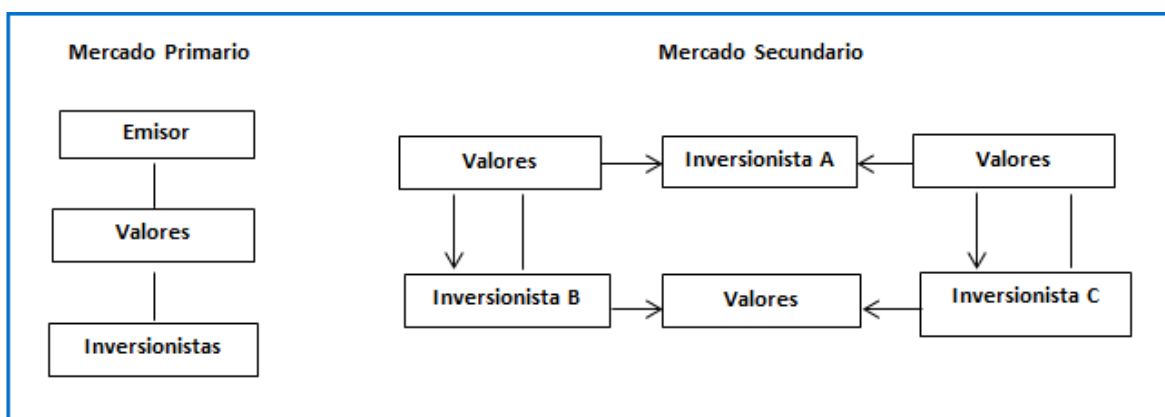 Mercado Primario
Emisor
Valores
Inversionistas
Mercado Secundario
Valores
Inversionista A
Valores
Inversionista B
Valores
Inversionista C